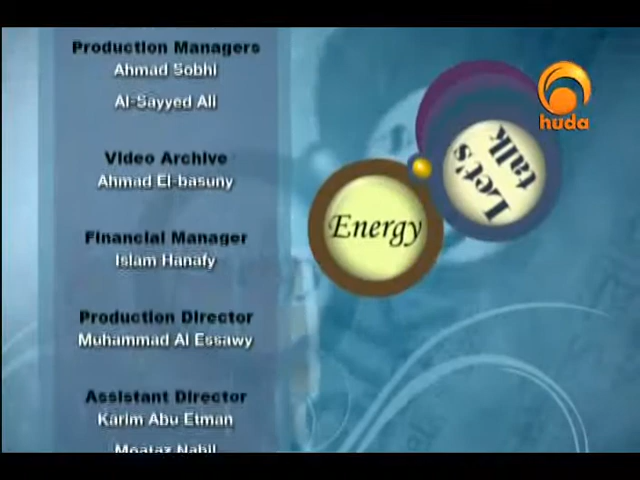 Production Managers
Ahmad Sobhi
Al-Sayyed Ali
Video Archive
Ahmad El-basuny
Financial Manager
Islam Hanafy
Production Director
Muhammad Al Essawy
Assistant Director
Karim Abu Etman
Moataz Nabil
huda
Let's
talk
Energy